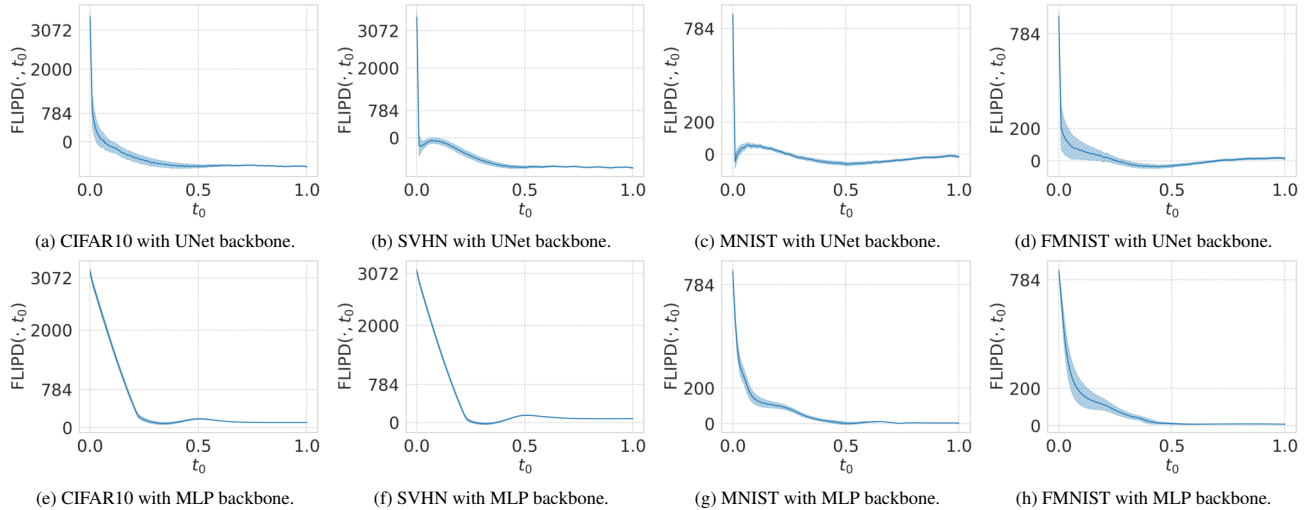 3072
2000
784
0
FLIPD(·, t₀)
0.0 0.5 1.0
t₀
(a) CIFAR10 with UNet backbone.
3072
2000
784
0
FLIPD(·, t₀)
0.0 0.5 1.0
t₀
(b) SVHN with UNet backbone.
784
200
0
FLIPD(·, t₀)
0.0 0.5 1.0
t₀
(c) MNIST with UNet backbone.
784
200
0
FLIPD(·, t₀)
0.0 0.5 1.0
t₀
(d) FMNIST with UNet backbone.
3072
2000
784
0
FLIPD(·, t₀)
0.0 0.5 1.0
t₀
(e) CIFAR10 with MLP backbone.
3072
2000
784
0
FLIPD(·, t₀)
0.0 0.5 1.0
t₀
(f) SVHN with MLP backbone.
784
200
0
FLIPD(·, t₀)
0.0 0.5 1.0
t₀
(g) MNIST with MLP backbone.
784
200
0
FLIPD(·, t₀)
0.0 0.5 1.0
t₀
(h) FMNIST with MLP backbone.